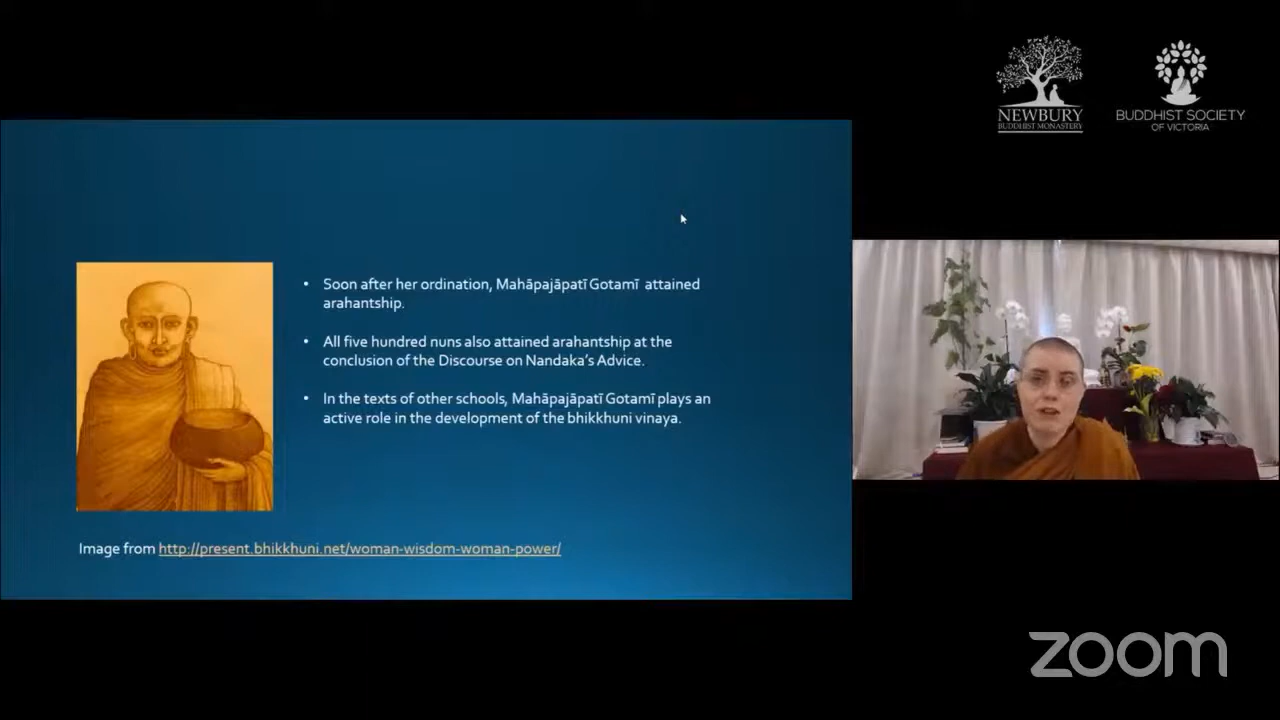 NEWBURY
BUDDHIST MONASTERY
BUDDHIST SOCIETY
OF VICTORIA
• Soon after her ordination, Mahāpajāpatī Gotamī attained
arahantship.
• All five hundred nuns also attained arahantship at the
conclusion of the Discourse on Nandaka's Advice.
• In the texts of other schools, Mahāpajāpatī Gotamī plays an
active role in the development of the bhikkhuni vinaya.
Image from http://present.bhikkhuni.net/woman-wisdom-woman-power/
zoom